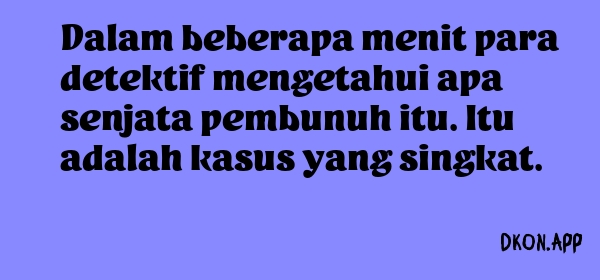 Dalam beberapa menit para
detektif mengetahui apa
senjata pembunuh itu. Itu
adalah kasus yang singkat.
DKON.APP